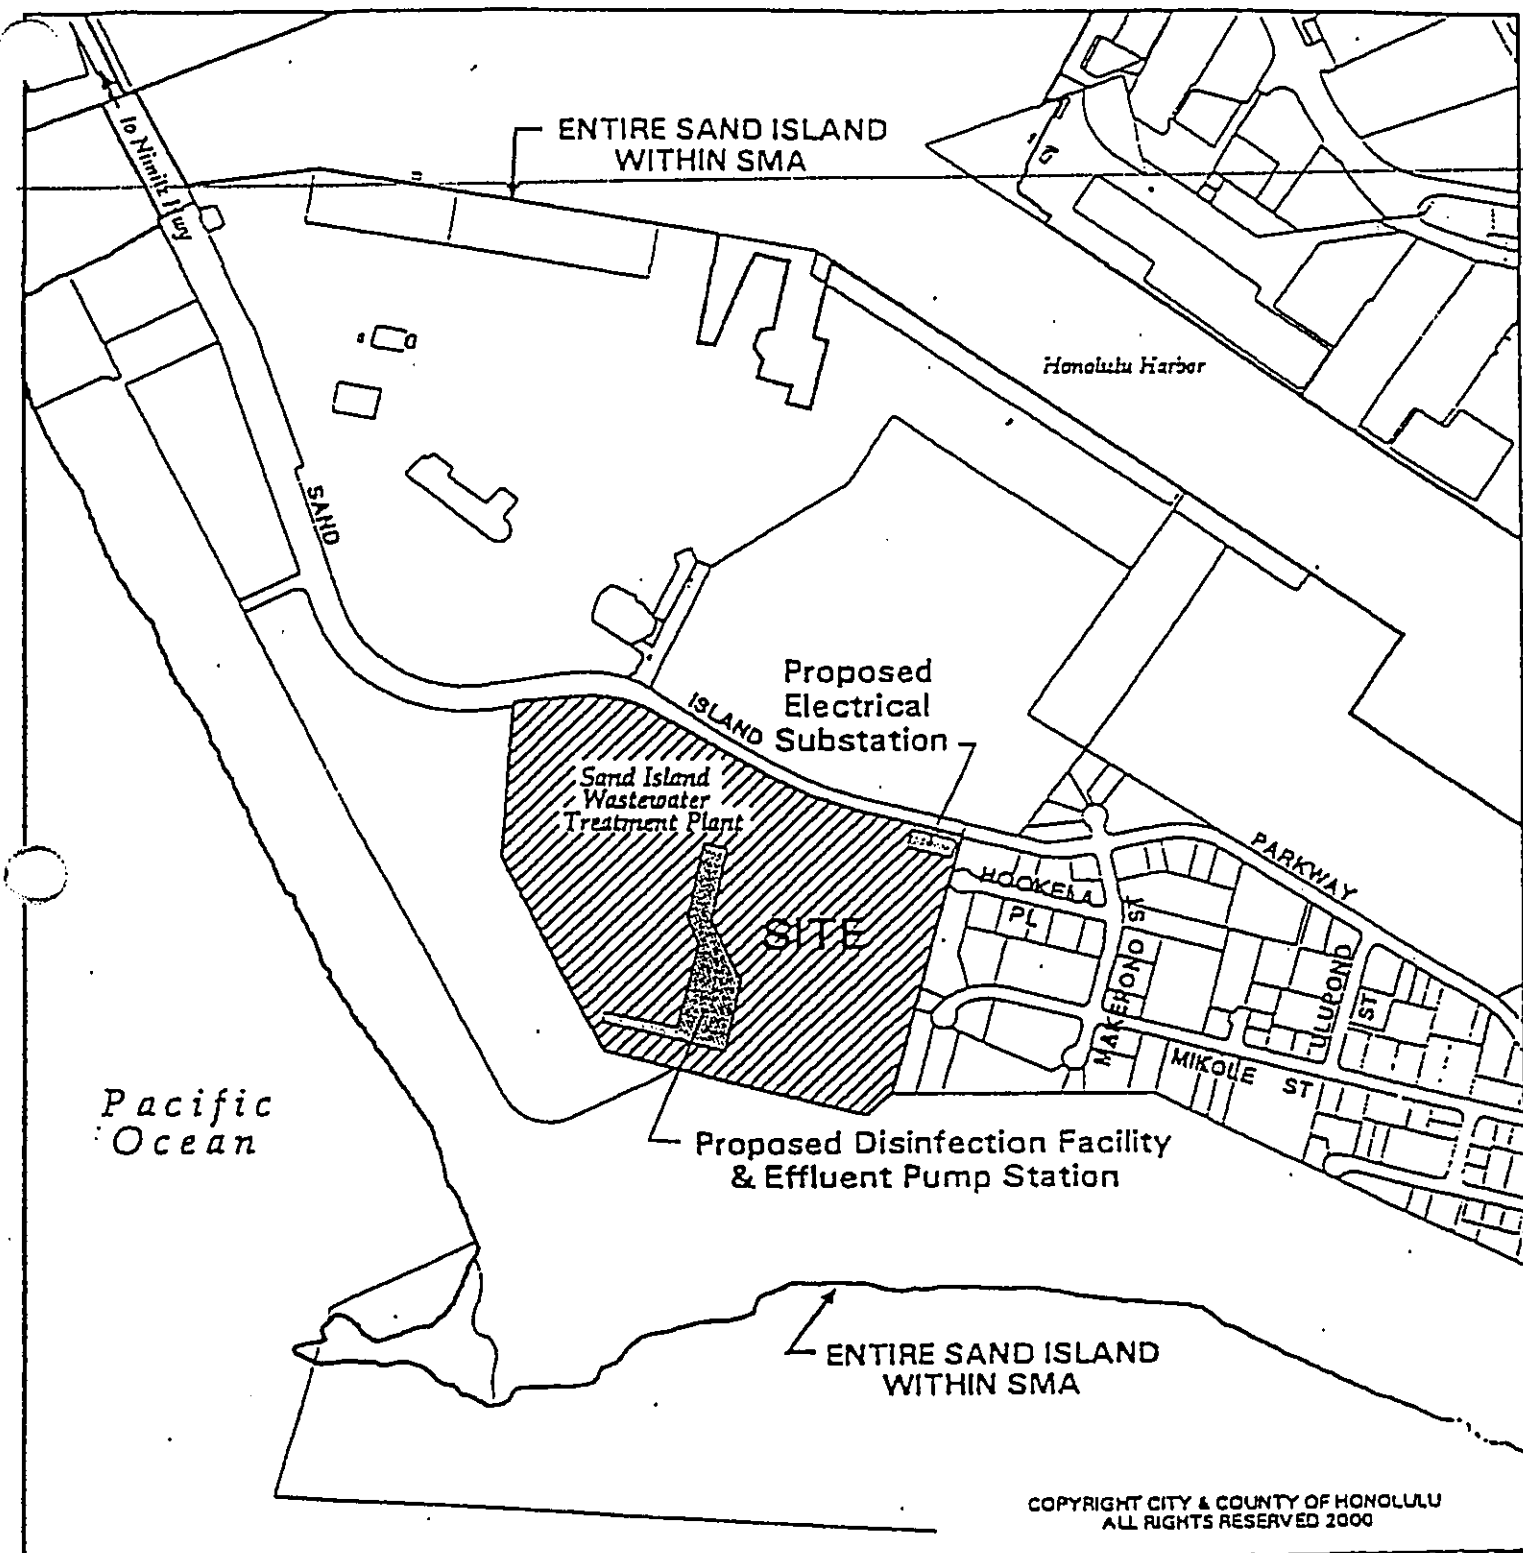 ENTIRE SAND ISLAND
WITHIN SMA
To Nimitz Hwy
Honolulu Harbor
SAND
ISLAND
PARKWAY
Proposed
Electrical
Substation
Sand Island
Wastewater
Treatment Plant
SITE
HOOKELA
PL
MAKEPONO ST
ULUPONO
ST
MIKOLE ST
Pacific
Ocean
Proposed Disinfection Facility
& Effluent Pump Station
ENTIRE SAND ISLAND
WITHIN SMA
COPYRIGHT CITY & COUNTY OF HONOLULU
ALL RIGHTS RESERVED 2000